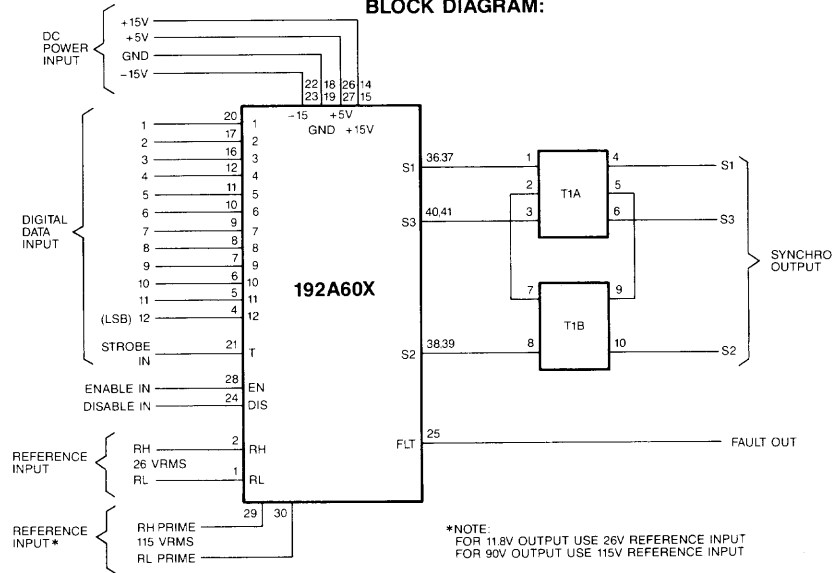 BLOCK DIAGRAM:
DC
POWER
INPUT
+15V
+5V
GND
-15V
22 18 26 14
23 19 27 15
-15 +5V
GND +15V
DIGITAL
DATA
INPUT
1 20 1
2 17 2
3 16 3
4 12 4
5 11 5
6 10 6
7 9 7
8 8 8
9 7 9
10 6 10
11 5 11
(LSB) 12 4 12
STROBE
IN
21 T
ENABLE IN 28 EN
DISABLE IN 24 DIS
REFERENCE
INPUT
RH 2 RH
26 VRMS
RL 1 RL
REFERENCE
INPUT*
29 30
RH PRIME
115 VRMS
RL PRIME
192A60X
S1 36.37 1 4 S1
2 T1A 5
S3 40,41 3 6 S3
7 9
T1B
S2 38.39 8 10 S2
SYNCHRO
OUTPUT
FLT 25 FAULT OUT
*NOTE:
FOR 11.8V OUTPUT USE 26V REFERENCE INPUT
FOR 90V OUTPUT USE 115V REFERENCE INPUT